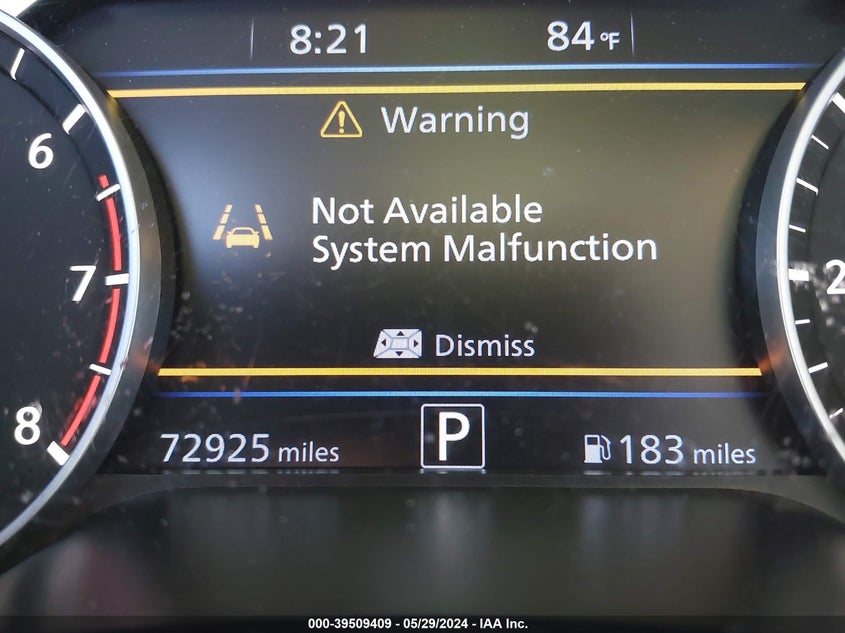 8:21 84°F
Warning
6
Not Available
System Malfunction
7
2
Dismiss
8
72925 miles P 183 miles
000-39509409 - 05/29/2024 - IAA Inc.